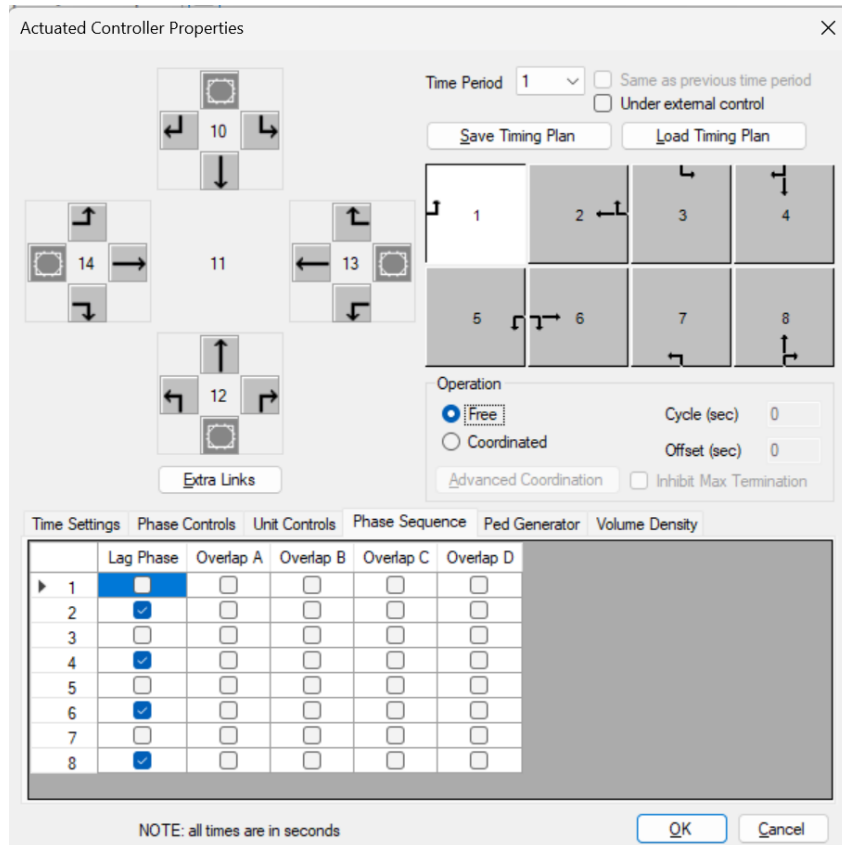 Actuated Controller Properties
Time Period 1 Same as previous time period
Under external control
Save Timing Plan Load Timing Plan
10
14 11 13
12
Extra Links
1 2 3 4
5 6 7 8
Operation
Free Cycle (sec) 0
Coordinated Offset (sec) 0
Advanced Coordination Inhibit Max Termination
Time Settings Phase Controls Unit Controls Phase Sequence Ped Generator Volume Density
Lag Phase Overlap A Overlap B Overlap C Overlap D
1
2
3
4
5
6
7
8
NOTE: all times are in seconds
OK Cancel